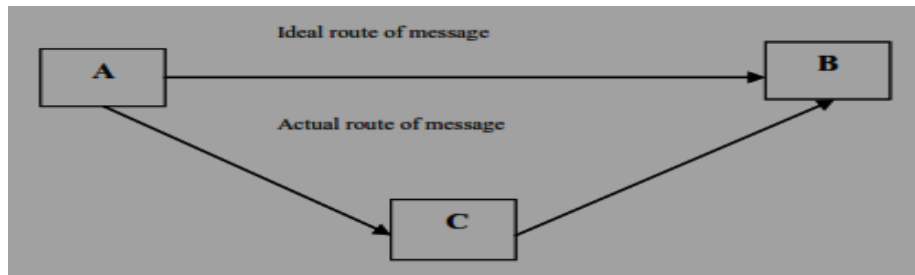 Ideal route of message
A
B
Actual route of message
C